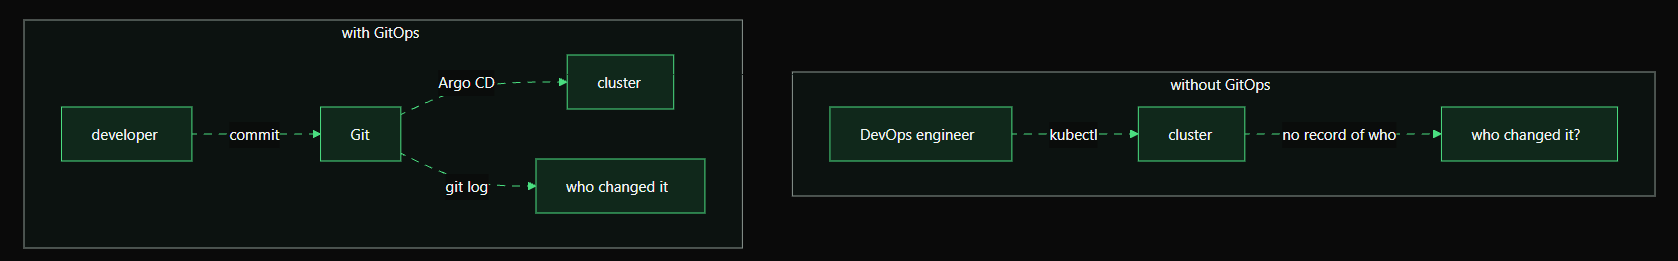 with GitOps
developer
commit
Git
Argo CD
cluster
git log
who changed it
without GitOps
DevOps engineer
kubectl
cluster
no record of who
who changed it?